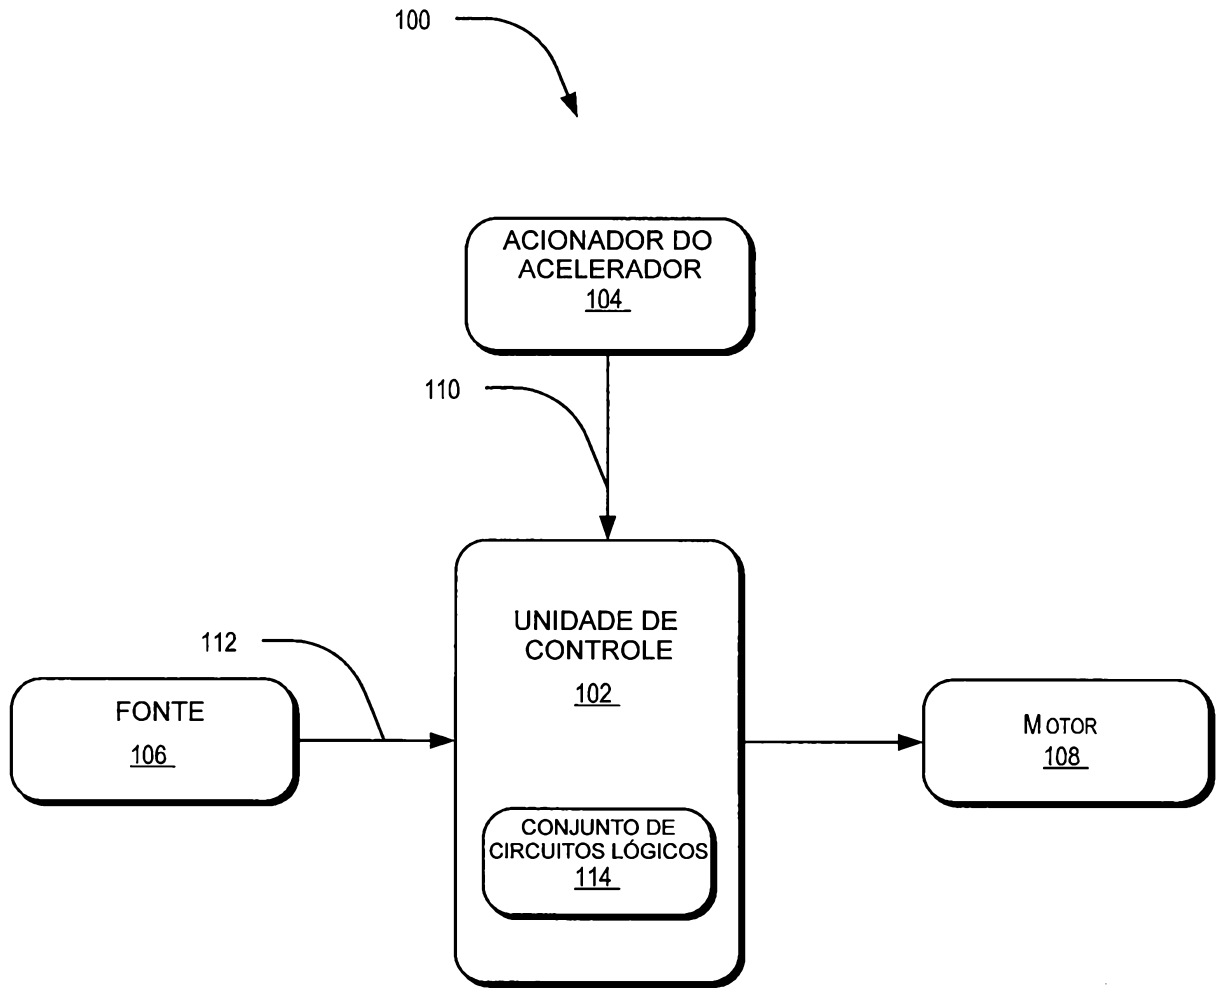 100
ACIONADOR DO
ACELERADOR
104
110
UNIDADE DE
CONTROLE
102
112
FONTE
106
MOTOR
108
CONJUNTO DE
CIRCUITOS LÓGICOS
114